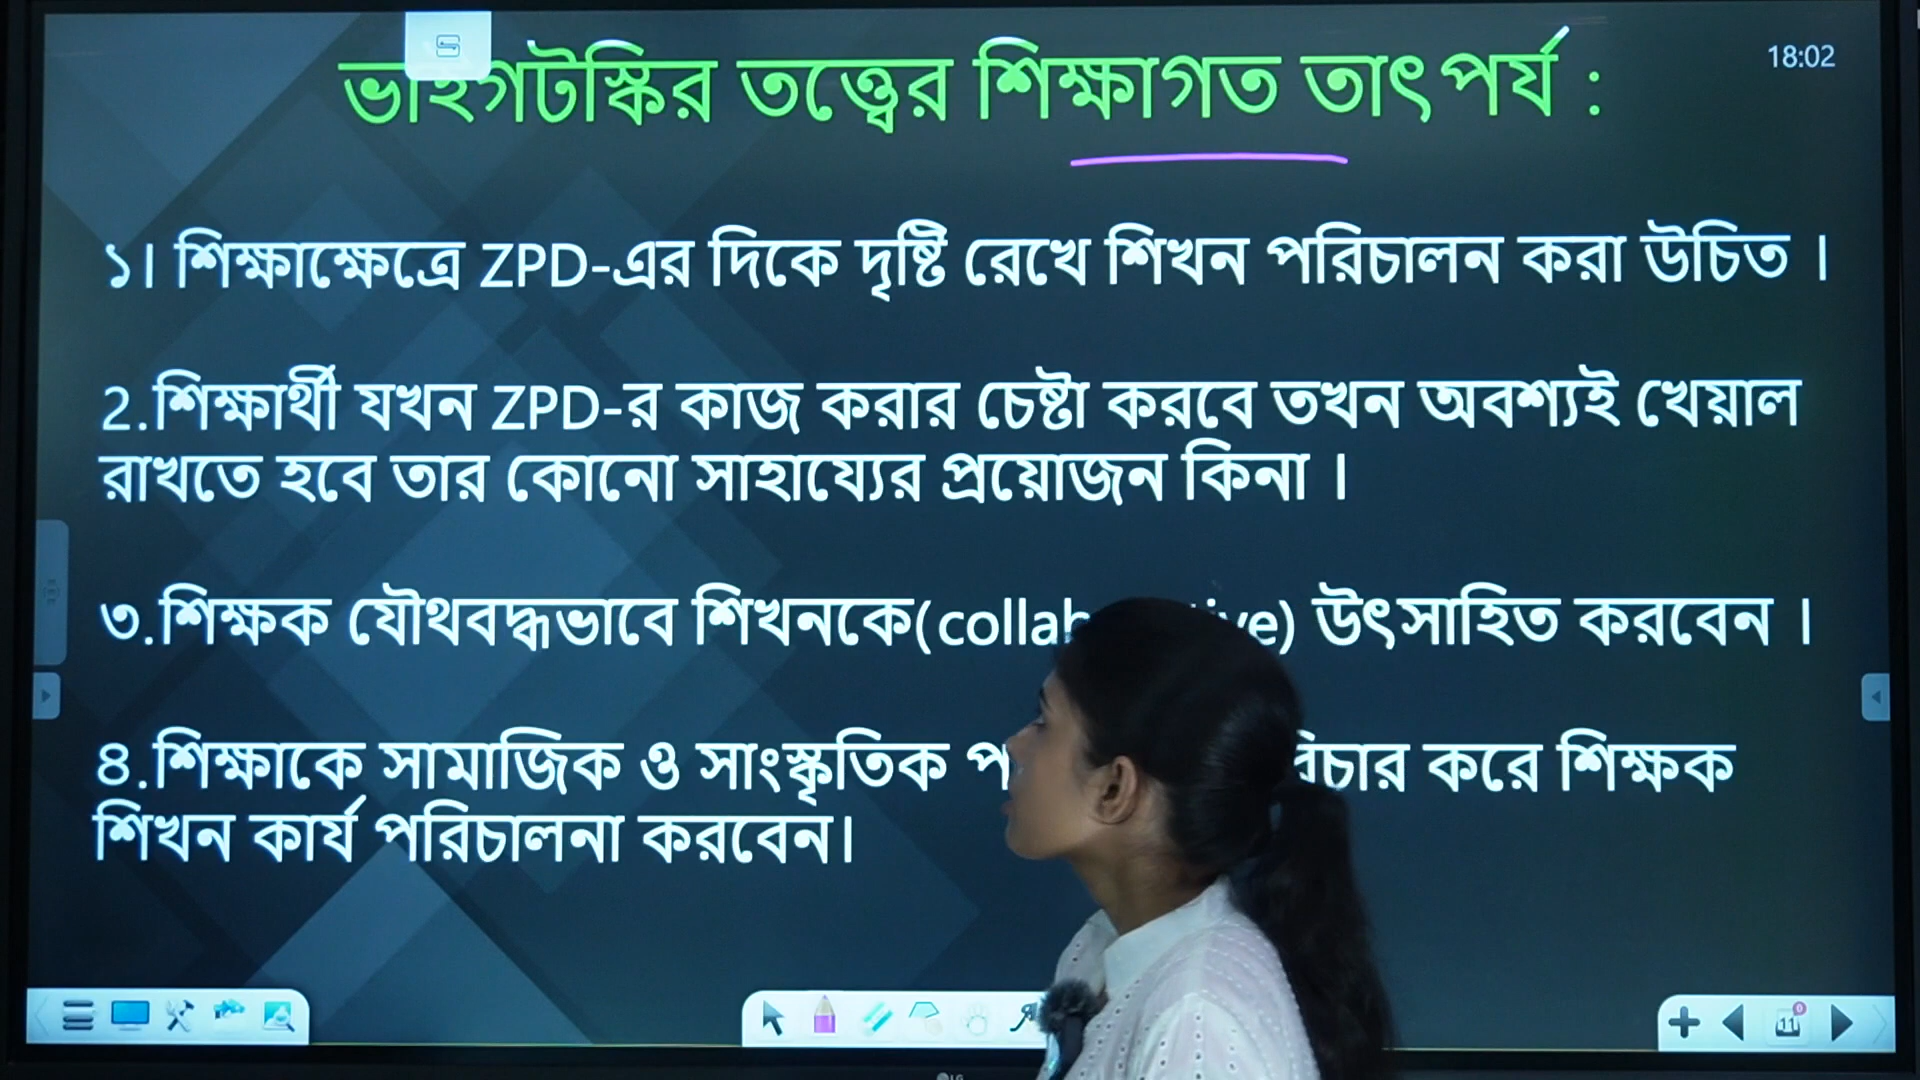 ভাইগটস্কির তত্ত্বের শিক্ষাগত তাৎপর্য :
18:02
১। শিক্ষাক্ষেত্রে ZPD-এর দিকে দৃষ্টি রেখে শিখন পরিচালন করা উচিত ।
2.শিক্ষার্থী যখন ZPD-র কাজ করার চেষ্টা করবে তখন অবশ্যই খেয়াল
রাখতে হবে তার কোনো সাহায্যের প্রয়োজন কিনা ।
৩.শিক্ষক যৌথবদ্ধভাবে শিখনকে( উৎসাহিত করবেন ।
৪.শিক্ষাকে সামাজিক ও সাংস্কৃতিক করে শিক্ষক
শিখন কার্য পরিচালনা করবেন।
11
LG